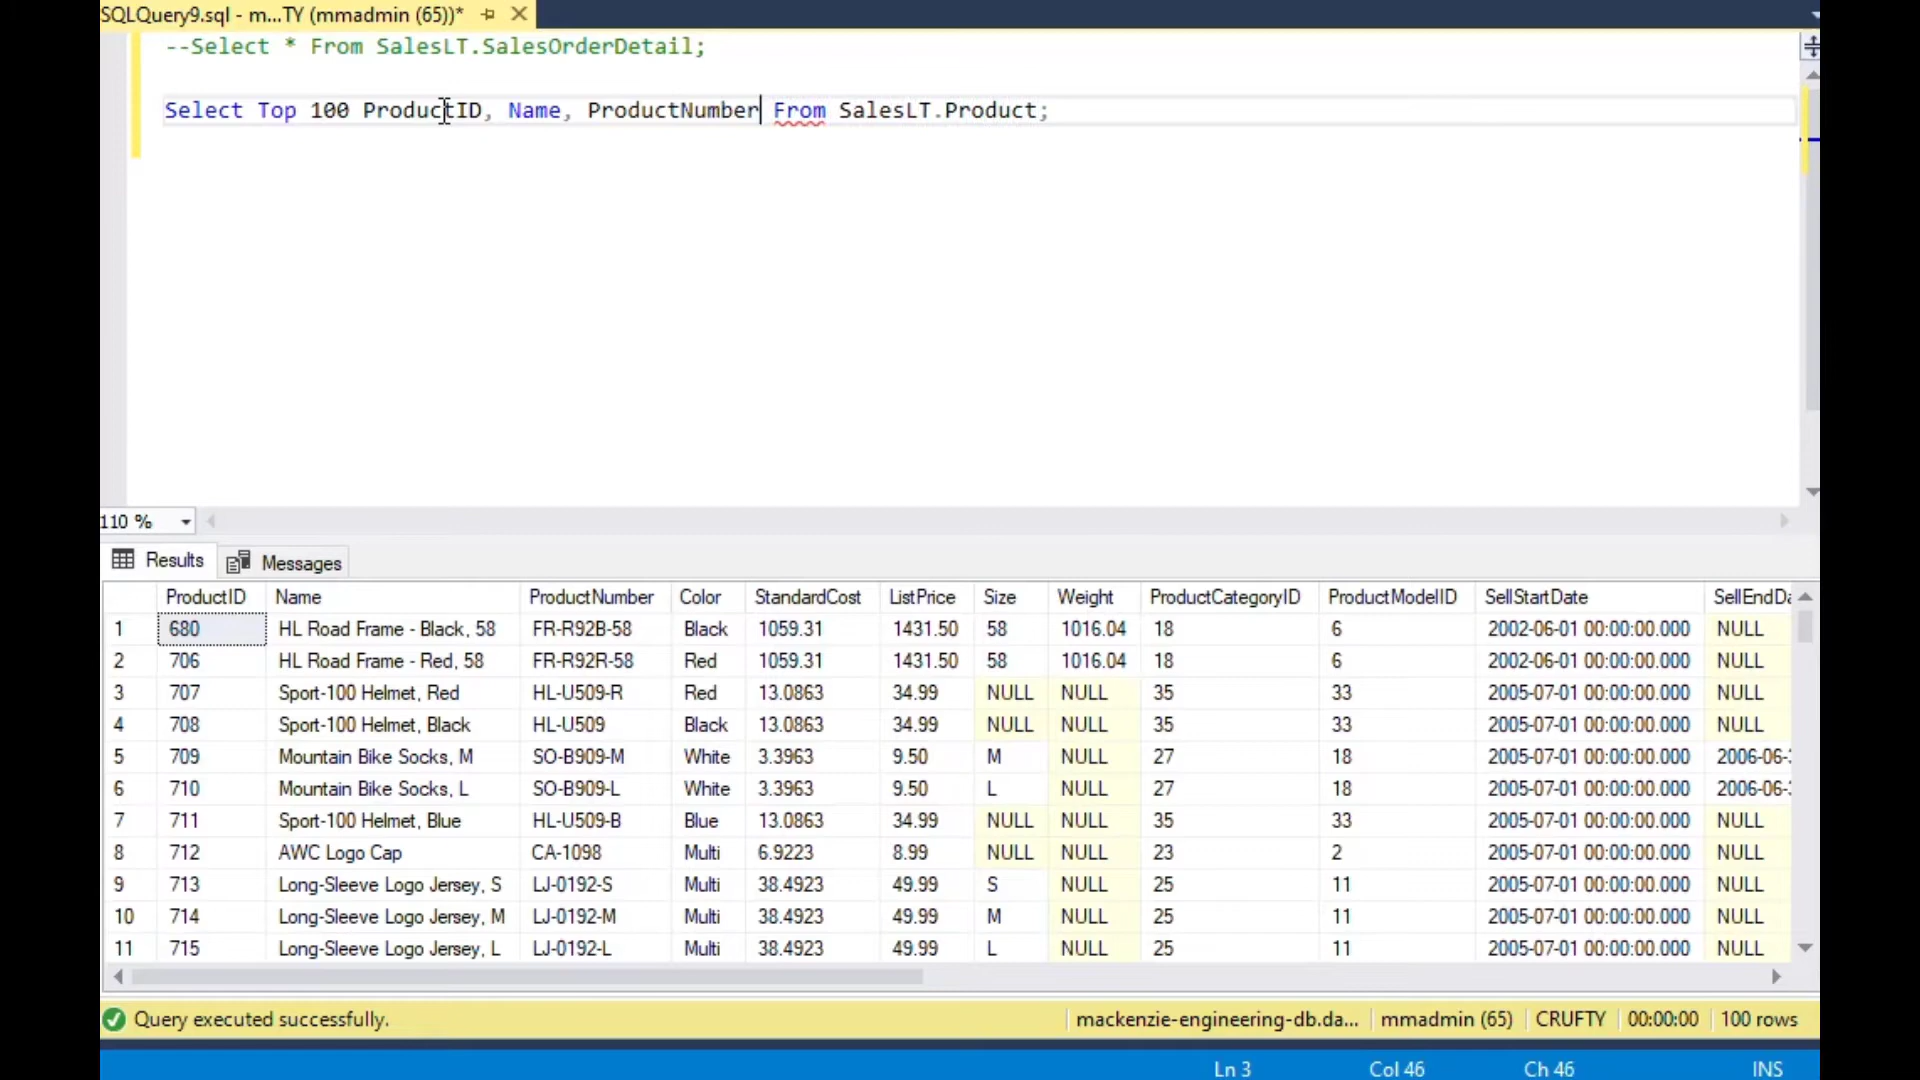 SQLQuery9.sql - m...TY (mmadmin (65))*
--Select * From SalesLT.SalesOrderDetail;
Select Top 100 ProductID, Name, ProductNumber From SalesLT.Product;
110 %
Results Messages
ProductID Name ProductNumber Color StandardCost ListPrice Size Weight ProductCategoryID ProductModelID SellStartDate SellEndDa
1 680 HL Road Frame - Black, 58 FR-R92B-58 Black 1059.31 1431.50 58 1016.04 18 6 2002-06-01 00:00:00.000 NULL
2 706 HL Road Frame - Red, 58 FR-R92R-58 Red 1059.31 1431.50 58 1016.04 18 6 2002-06-01 00:00:00.000 NULL
3 707 Sport-100 Helmet, Red HL-U509-R Red 13.0863 34.99 NULL NULL 35 33 2005-07-01 00:00:00.000 NULL
4 708 Sport-100 Helmet, Black HL-U509 Black 13.0863 34.99 NULL NULL 35 33 2005-07-01 00:00:00.000 NULL
5 709 Mountain Bike Socks, M SO-B909-M White 3.3963 9.50 M NULL 27 18 2005-07-01 00:00:00.000 2006-06-
6 710 Mountain Bike Socks, L SO-B909-L White 3.3963 9.50 L NULL 27 18 2005-07-01 00:00:00.000 2006-06-
7 711 Sport-100 Helmet, Blue HL-U509-B Blue 13.0863 34.99 NULL NULL 35 33 2005-07-01 00:00:00.000 NULL
8 712 AWC Logo Cap CA-1098 Multi 6.9223 8.99 NULL NULL 23 2 2005-07-01 00:00:00.000 NULL
9 713 Long-Sleeve Logo Jersey, S LJ-0192-S Multi 38.4923 49.99 S NULL 25 11 2005-07-01 00:00:00.000 NULL
10 714 Long-Sleeve Logo Jersey, M LJ-0192-M Multi 38.4923 49.99 M NULL 25 11 2005-07-01 00:00:00.000 NULL
11 715 Long-Sleeve Logo Jersey, L LJ-0192-L Multi 38.4923 49.99 L NULL 25 11 2005-07-01 00:00:00.000 NULL
Query executed successfully. mackenzie-engineering-db.da... mmadmin (65) CRUFTY 00:00:00 100 rows
Ln 3 Col 46 Ch 46 INS